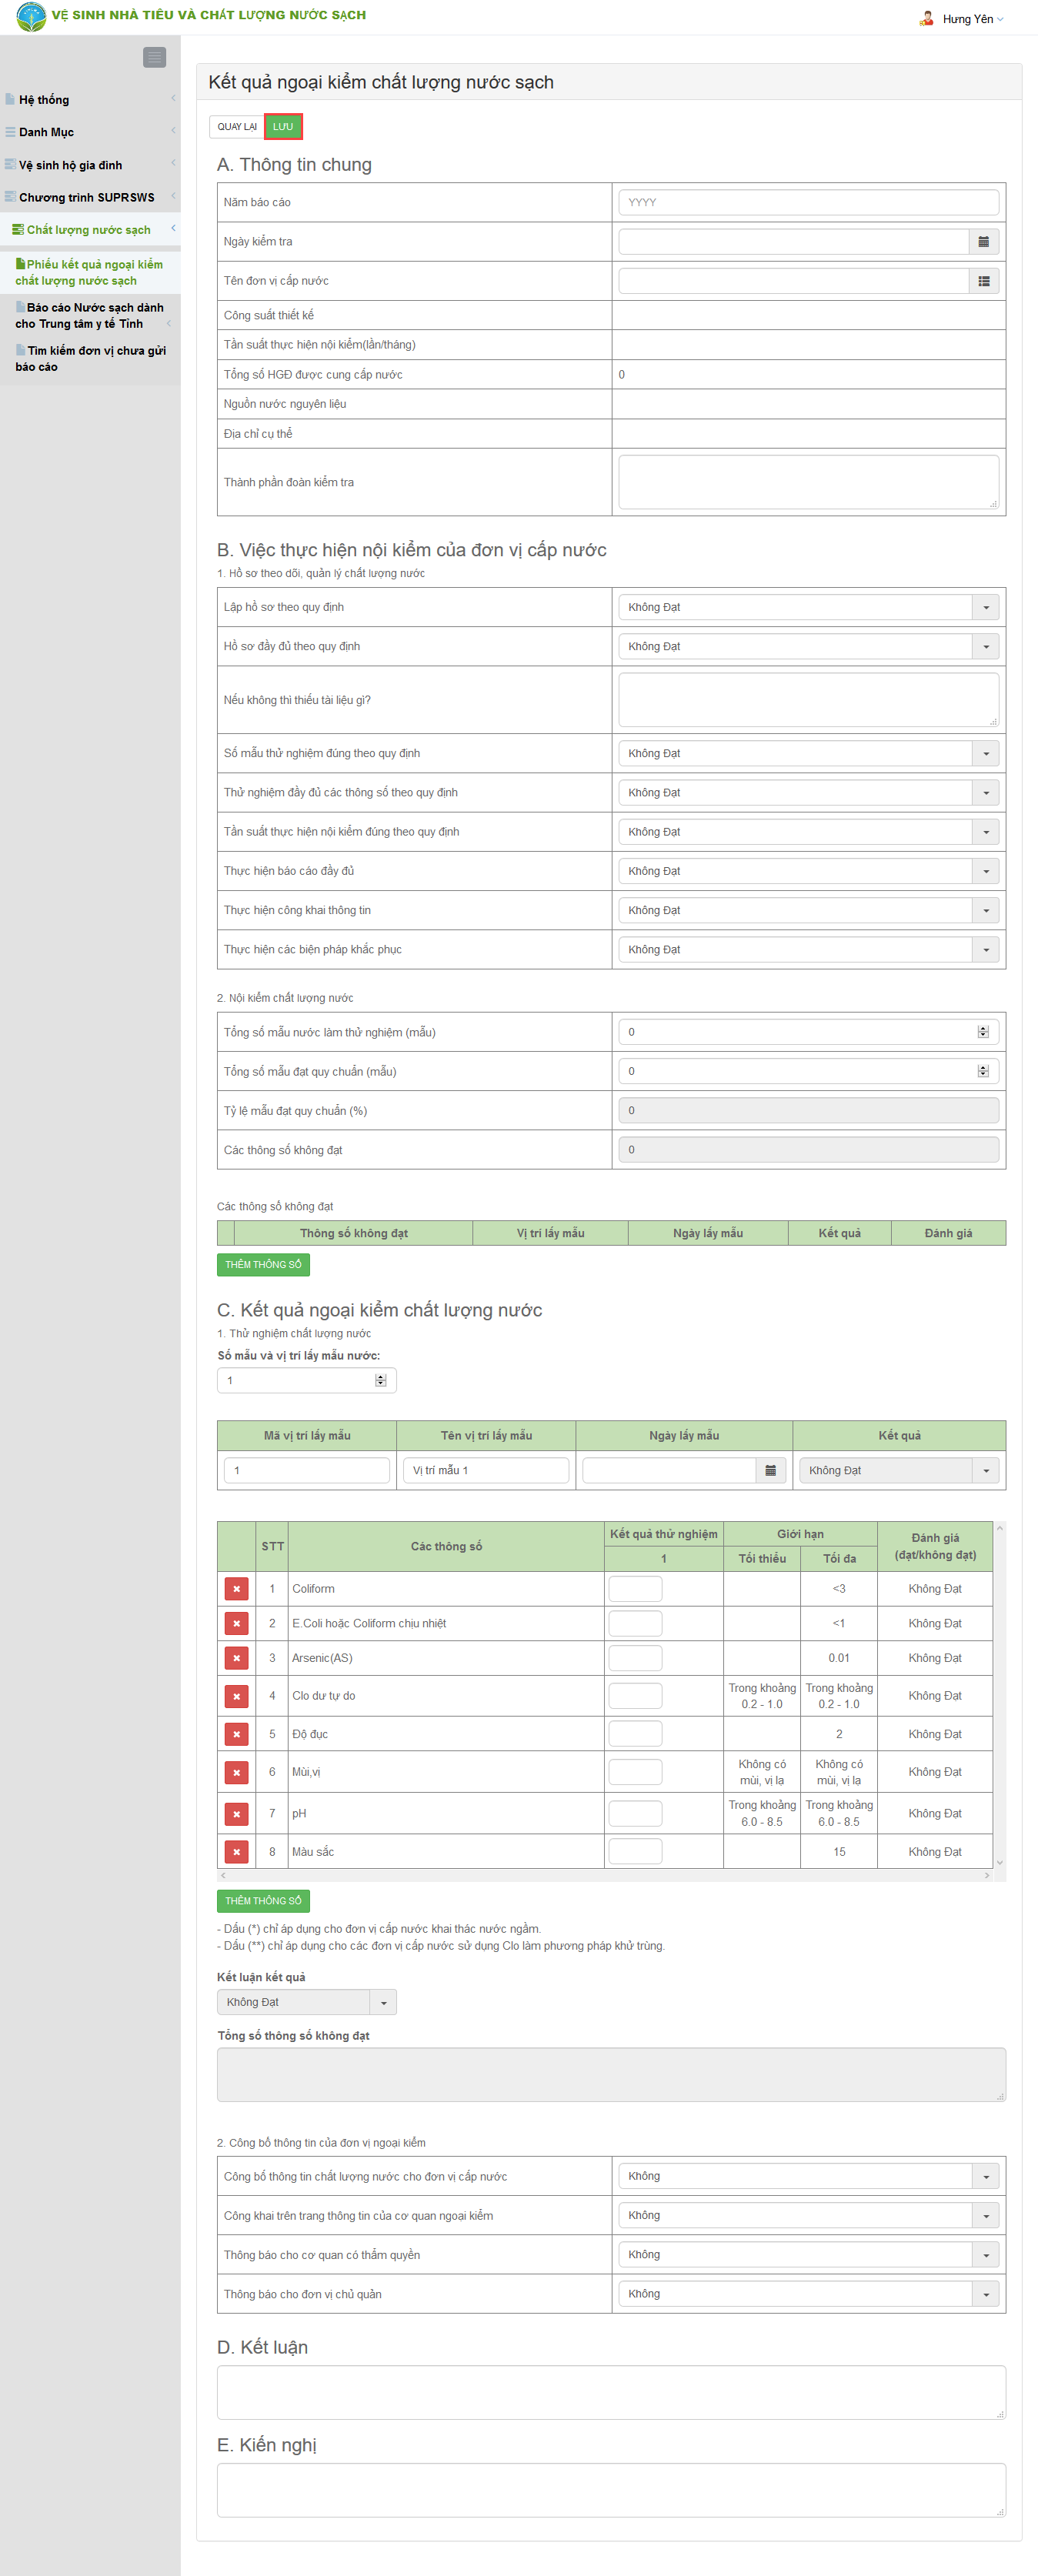 VỆ SINH NHÀ TIÊU VÀ CHẤT LƯỢNG NƯỚC SẠCH
Hưng Yên
Hệ thống
Danh Mục
Vệ sinh hộ gia đình
Chương trình SUPRSWS
Chất lượng nước sạch
Phiếu kết quả ngoại kiểm
chất lượng nước sạch
Báo cáo Nước sạch dành
cho Trung tâm y tế Tỉnh
Tìm kiếm đơn vị chưa gửi
báo cáo
Kết quả ngoại kiểm chất lượng nước sạch
QUAY LẠI LƯU
A. Thông tin chung
Năm báo cáo YYYY
Ngày kiểm tra
Tên đơn vị cấp nước
Công suất thiết kế
Tần suất thực hiện nội kiểm(lần/tháng)
Tổng số HGĐ được cung cấp nước 0
Nguồn nước nguyên liệu
Địa chỉ cụ thể
Thành phần đoàn kiểm tra
B. Việc thực hiện nội kiểm của đơn vị cấp nước
1. Hồ sơ theo dõi, quản lý chất lượng nước
Lập hồ sơ theo quy định Không Đạt
Hồ sơ đầy đủ theo quy định Không Đạt
Nếu không thì thiếu tài liệu gì?
Số mẫu thử nghiệm đúng theo quy định Không Đạt
Thử nghiệm đầy đủ các thông số theo quy định Không Đạt
Tần suất thực hiện nội kiểm đúng theo quy định Không Đạt
Thực hiện báo cáo đầy đủ Không Đạt
Thực hiện công khai thông tin Không Đạt
Thực hiện các biện pháp khắc phục Không Đạt
2. Nội kiểm chất lượng nước
Tổng số mẫu nước làm thử nghiệm (mẫu) 0
Tổng số mẫu đạt quy chuẩn (mẫu) 0
Tỷ lệ mẫu đạt quy chuẩn (%) 0
Các thông số không đạt 0
Các thông số không đạt
Thông số không đạt Vị trí lấy mẫu Ngày lấy mẫu Kết quả Đánh giá
THÊM THÔNG SỐ
C. Kết quả ngoại kiểm chất lượng nước
1. Thử nghiệm chất lượng nước
Số mẫu và vị trí lấy mẫu nước:
1
Mã vị trí lấy mẫu Tên vị trí lấy mẫu Ngày lấy mẫu Kết quả
1 Vị trí mẫu 1 Không Đạt
STT Các thông số Kết quả thử nghiệm Giới hạn Đánh giá
(đạt/không đạt)
1 Tối thiểu Tối đa
1 Coliform <3 Không Đạt
2 E.Coli hoặc Coliform chịu nhiệt <1 Không Đạt
3 Arsenic(AS) 0.01 Không Đạt
4 Clo dư tự do Trong khoảng 0.2 - 1.0 Trong khoảng 0.2 - 1.0 Không Đạt
5 Độ đục 2 Không Đạt
6 Mùi,vị Không có mùi, vị lạ Không có mùi, vị lạ Không Đạt
7 pH Trong khoảng 6.0 - 8.5 Trong khoảng 6.0 - 8.5 Không Đạt
8 Màu sắc 15 Không Đạt
THÊM THÔNG SỐ
- Dấu (*) chỉ áp dụng cho đơn vị cấp nước khai thác nước ngầm.
- Dấu (**) chỉ áp dụng cho các đơn vị cấp nước sử dụng Clo làm phương pháp khử trùng.
Kết luận kết quả
Không Đạt
Tổng số thông số không đạt
2. Công bố thông tin của đơn vị ngoại kiểm
Công bố thông tin chất lượng nước cho đơn vị cấp nước Không
Công khai trên trang thông tin của cơ quan ngoại kiểm Không
Thông báo cho cơ quan có thẩm quyền Không
Thông báo cho đơn vị chủ quản Không
D. Kết luận
E. Kiến nghị